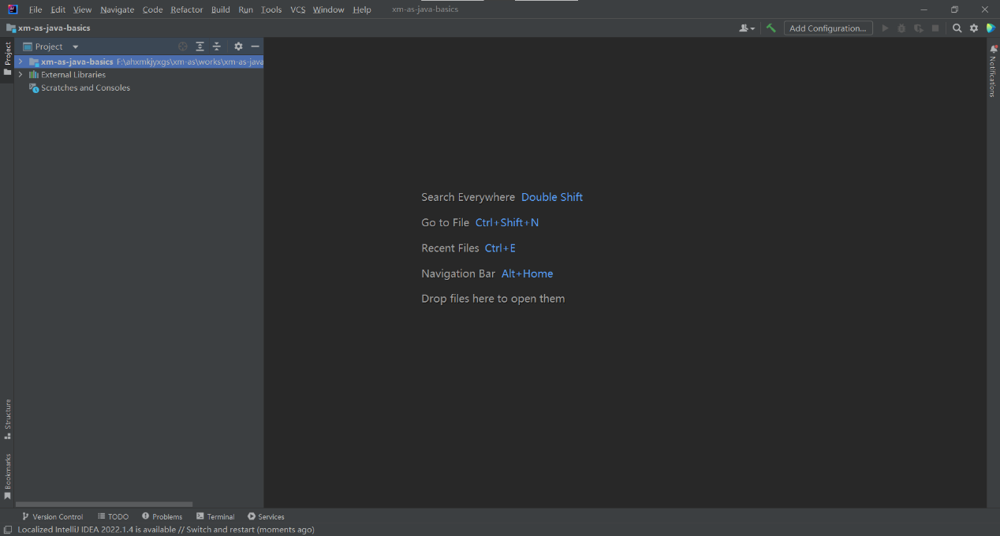 File Edit View Navigate Code Refactor Build Run Tools VCS Window Help xm-as-java-basics
xm-as-java-basics
Add Configuration...
Project
Project
xm-as-java-basics F:\ahxmkjyxgs\xm-as\works\xm-as-java
External Libraries
Scratches and Consoles
Notifications
Search Everywhere Double Shift
Go to File Ctrl+Shift+N
Recent Files Ctrl+E
Navigation Bar Alt+Home
Drop files here to open them
Structure
Bookmarks
Version Control TODO Problems Terminal Services
Localized IntelliJ IDEA 2022.1.4 is available // Switch and restart (moments ago)